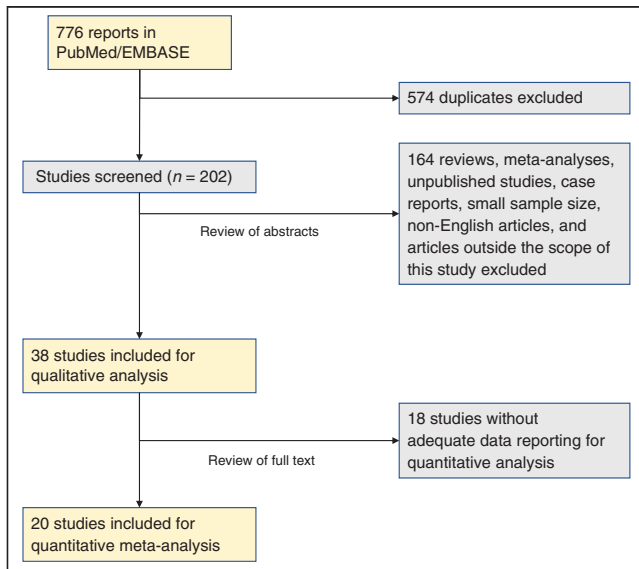 776 reports in
PubMed/EMBASE
574 duplicates excluded
Studies screened (n = 202)
164 reviews, meta-analyses,
unpublished studies, case
reports, small sample size,
non-English articles, and
articles outside the scope of
this study excluded
Review of abstracts
38 studies included for
qualitative analysis
18 studies without
adequate data reporting for
quantitative analysis
Review of full text
20 studies included for
quantitative meta-analysis